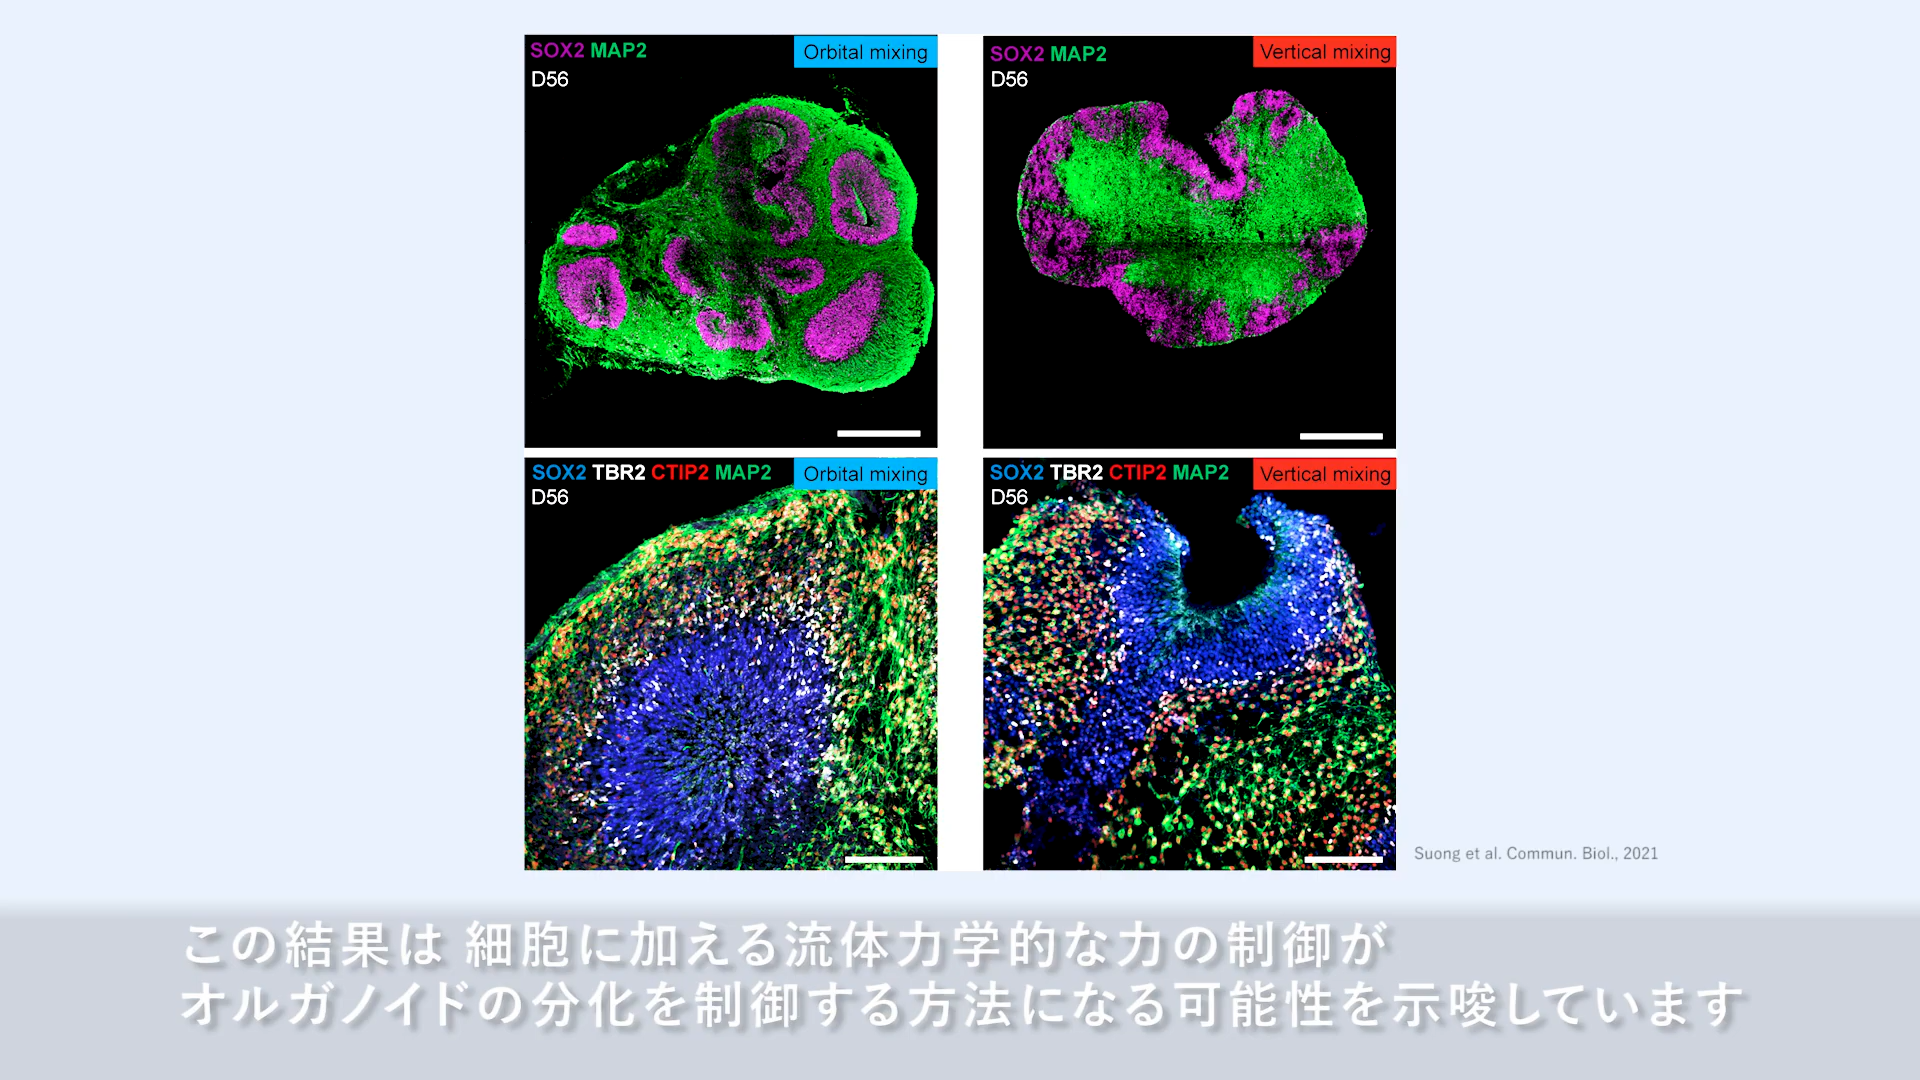 SOX2 MAP2
Orbital mixing
D56
SOX2 MAP2
Vertical mixing
D56
SOX2 TBR2 CTIP2 MAP2
Orbital mixing
D56
SOX2 TBR2 CTIP2 MAP2
Vertical mixing
D56
Suong et al. Commun. Biol., 2021
この結果は 細胞に加える流体力学的な力の制御が
オルガノイドの分化を制御する方法になる可能性を示唆しています